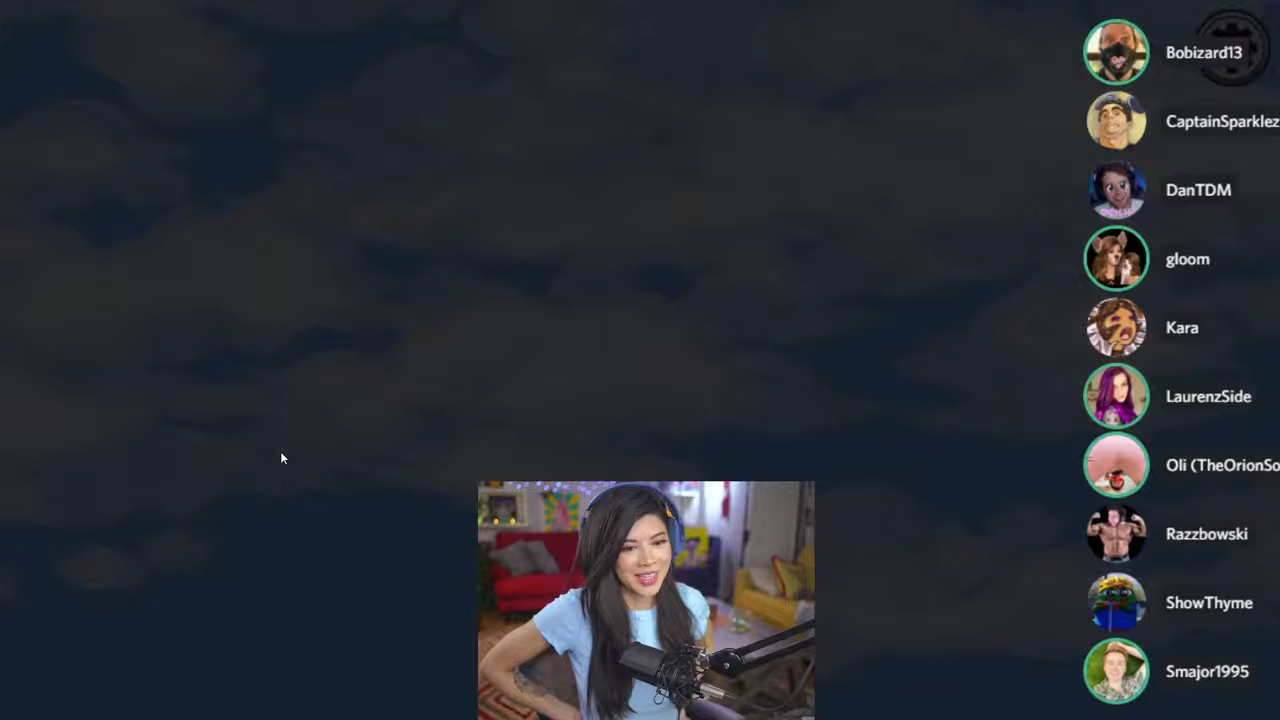 Bobizard13
CaptainSparklez
DanTDM
gloom
Kara
LaurenzSide
Oli (TheOrionSo
Razzbowski
ShowThyme
Smajor1995